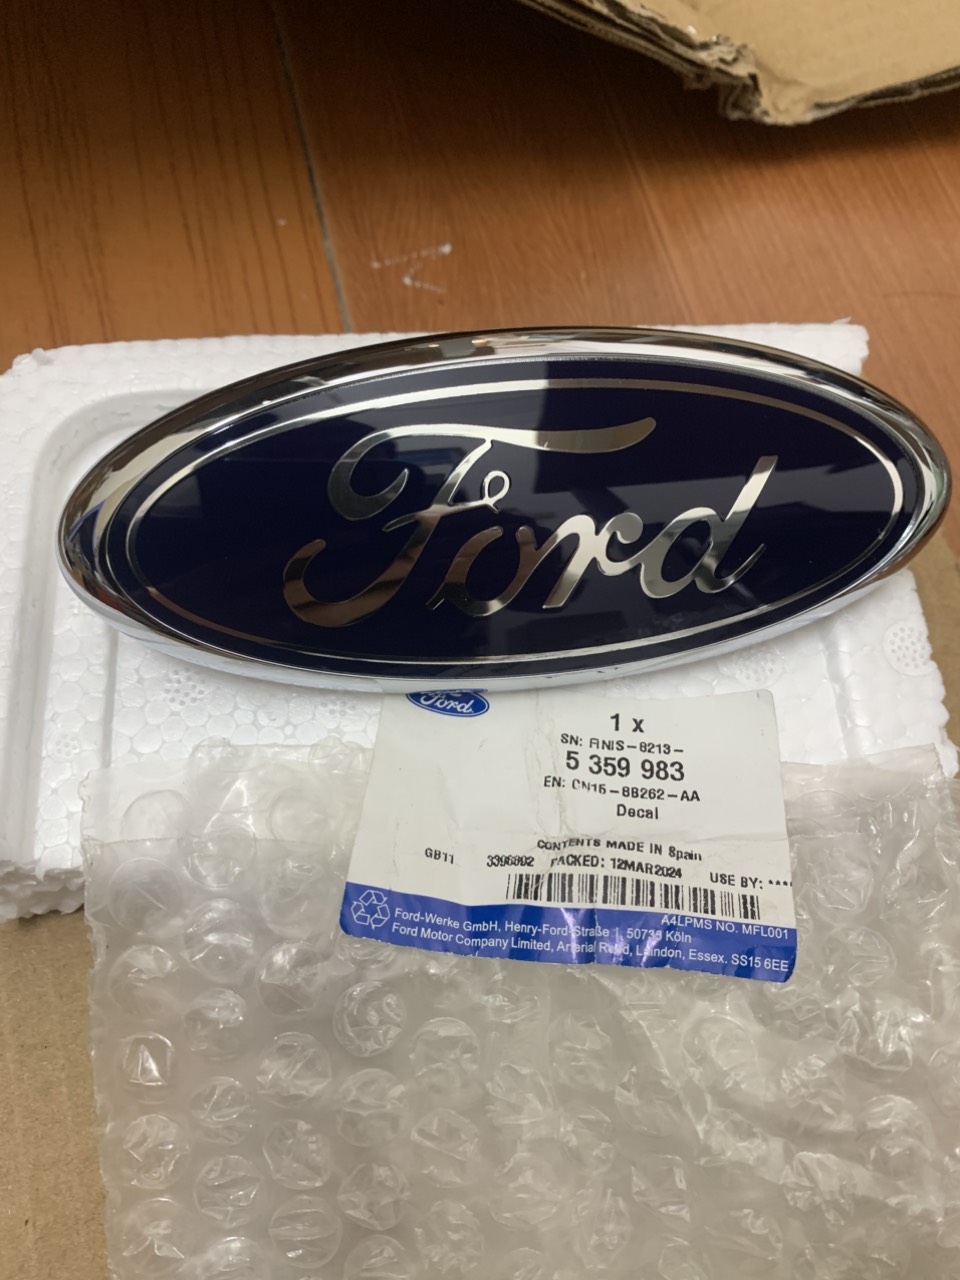 Ford
Ford
1 x
SN: FINIS-8213-
5 359 983
EN: CN15-8B262-AA
Decal
CONTENTS MADE IN Spain
GB11 3398802 PACKED: 12MAR2024 USE BY: ***
A4LPMS NO. MFL001
Ford-Werke GmbH, Henry-Ford-Straße 1, 50735 Köln
Ford Motor Company Limited, Arterial Road, Laindon, Essex. SS15 6EE